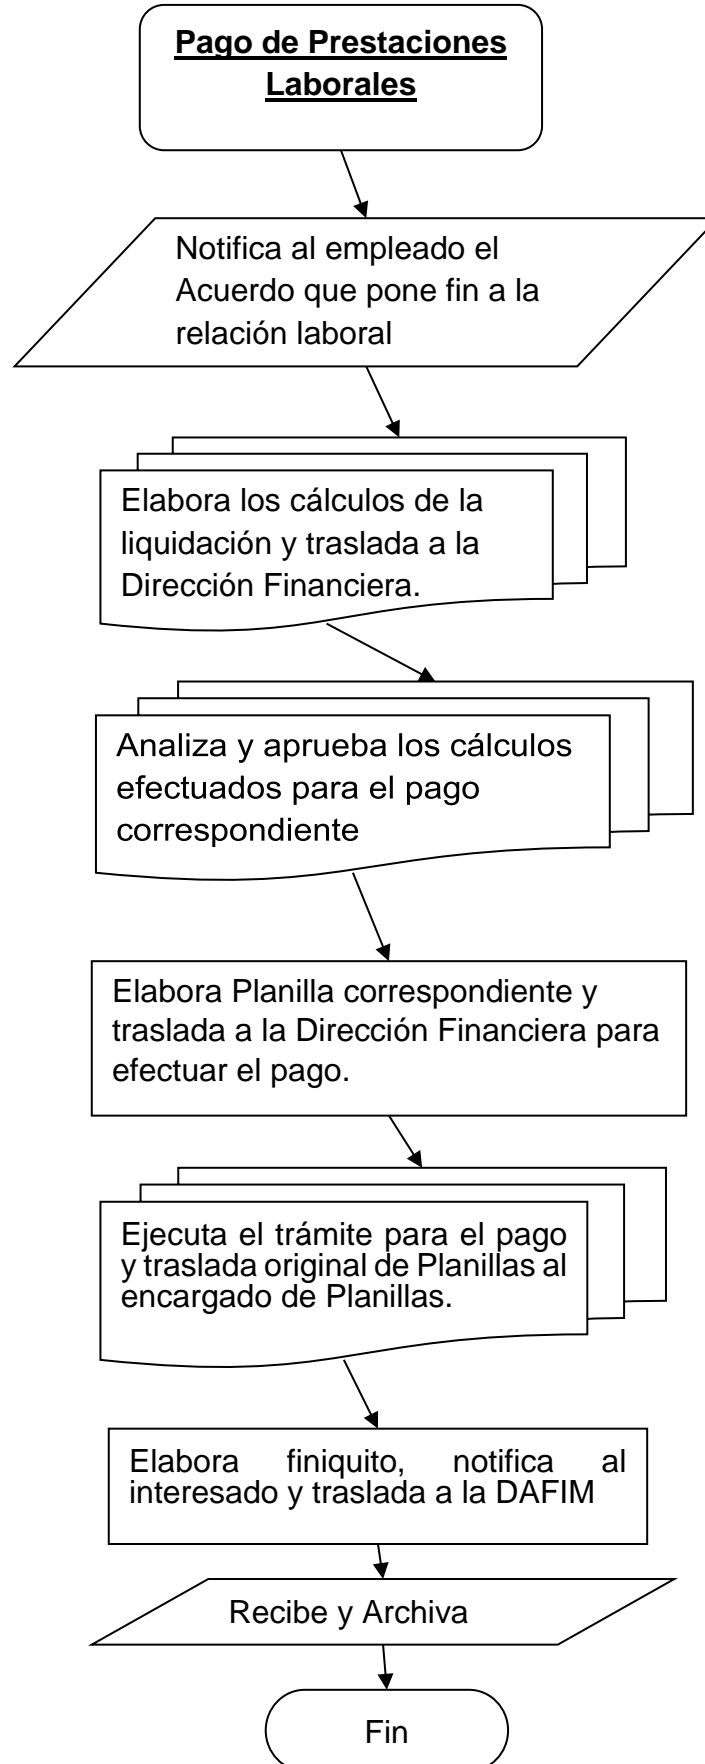 Pago de Prestaciones
Laborales
Notifica al empleado el
Acuerdo que pone fin a la
relación laboral
Elabora los cálculos de la
liquidación y traslada a la
Dirección Financiera.
Analiza y aprueba los cálculos
efectuados para el pago
correspondiente
Elabora Planilla correspondiente y
traslada a la Dirección Financiera para
efectuar el pago.
Ejecuta el trámite para el pago
y traslada original de Planillas al
encargado de Planillas.
Elabora finiquito, notifica al
interesado y traslada a la DAFIM
Recibe y Archiva
Fin